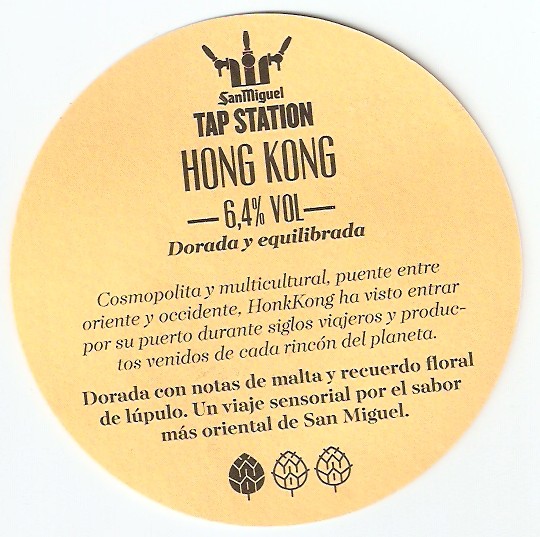 SanMiguel
TAP STATION
HONG KONG
6,4% VOL
Dorada y equilibrada
Cosmopolita y multicultural, puente entre
oriente y occidente, HonkKong ha visto entrar
por su puerto durante siglos viajeros y produc-
tos venidos de cada rincón del planeta.
Dorada con notas de malta y recuerdo floral
de lúpulo. Un viaje sensorial por el sabor
más oriental de San Miguel.